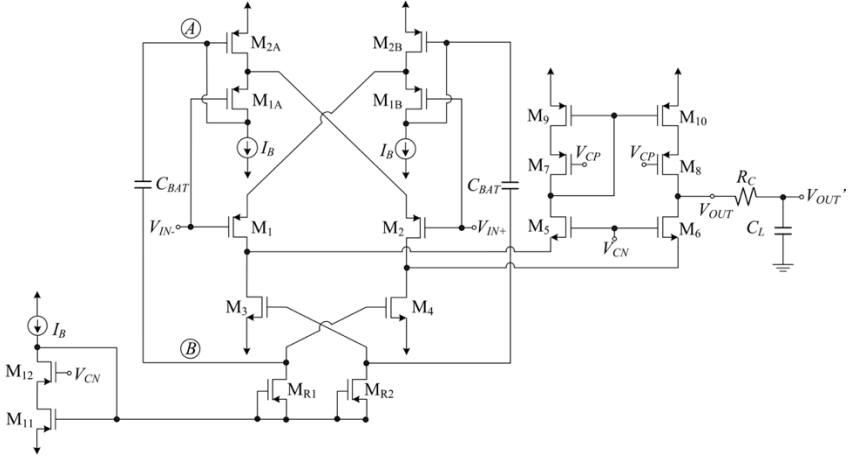 A
M2A
M2B
M1A
M1B
IB
IB
M9
M10
VCP
VCP
M7
M8
CBAT
CBAT
RC
VOUT
VOUT'
VIN-
M1
M2
VIN+
M5
M6
VCN
CL
M3
M4
IB
B
M12
VCN
MR1
MR2
M11